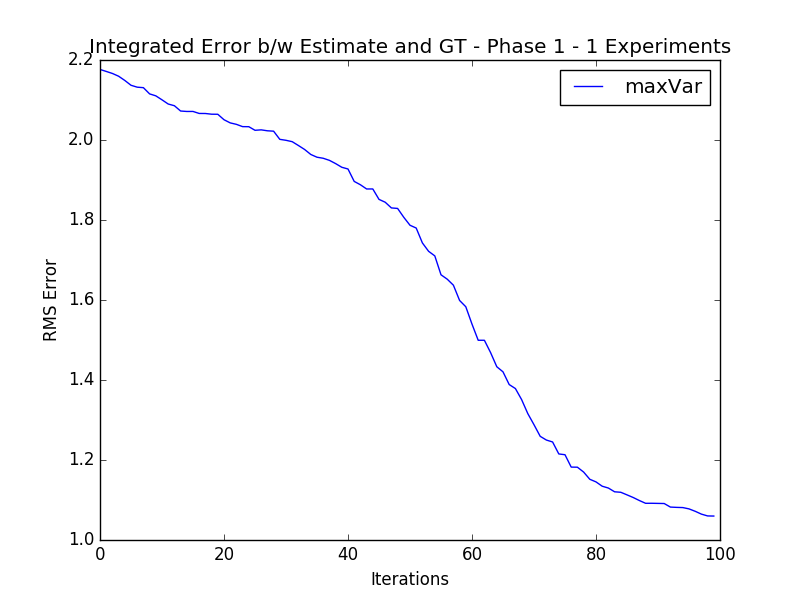 Integrated Error b/w Estimate and GT - Phase 1 - 1 Experiments
maxVar
2.2
2.0
1.8
1.6
1.4
1.2
1.0
RMS Error
0 20 40 60 80 100
Iterations